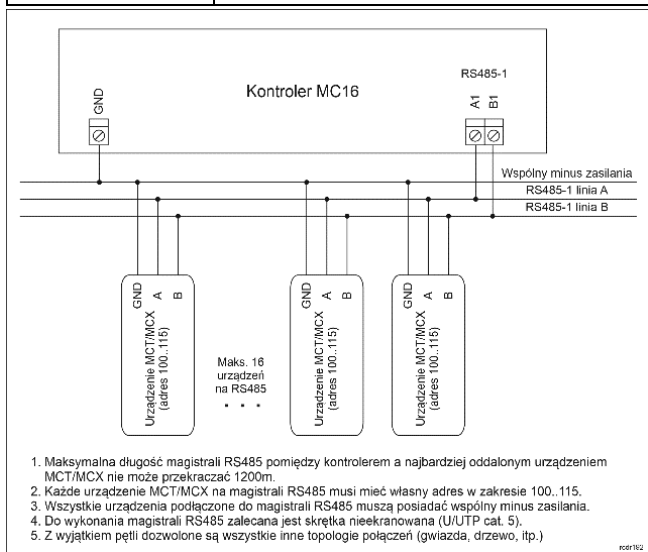 Kontroler MC16
RS485-1
GND
A1
B1
Wspólny minus zasilania
RS485-1 linia A
RS485-1 linia B
GND
A
B
Urządzenie MCT/MCX
(adres 100..115)
Maks. 16
urządzeń
na RS485
GND
A
B
Urządzenie MCT/MCX
(adres 100..115)
GND
A
B
Urządzenie MCT/MCX
(adres 100..115)
1. Maksymalna długość magistrali RS485 pomiędzy kontrolerem a najbardziej oddalonym urządzeniem
MCT/MCX nie może przekraczać 1200m.
2. Każde urządzenie MCT/MCX na magistrali RS485 musi mieć własny adres w zakresie 100..115.
3. Wszystkie urządzenia podłączone do magistrali RS485 muszą posiadać wspólny minus zasilania.
4. Do wykonania magistrali RS485 zalecana jest skrętka nieekranowana (U/UTP cat. 5).
5. Z wyjątkiem pętli dozwolone są wszystkie inne topologie połączeń (gwiazda, drzewo, itp.)